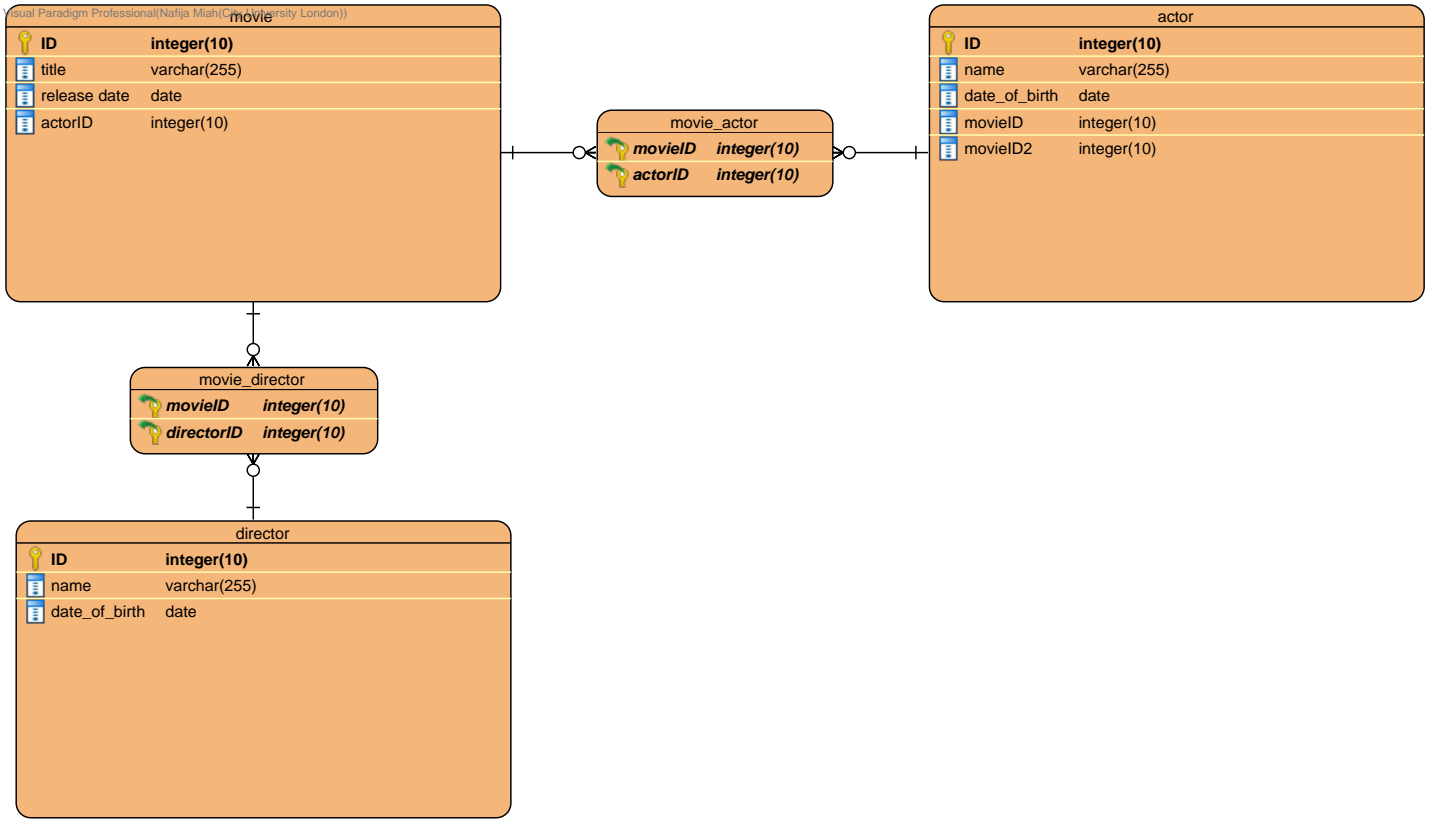 Visual Paradigm Professional(Nafija Miah(City University London))
movie
ID integer(10)
title varchar(255)
release date date
actorID integer(10)
actor
ID integer(10)
name varchar(255)
date_of_birth date
movieID integer(10)
movieID2 integer(10)
movie_actor
movieID integer(10)
actorID integer(10)
movie_director
movieID integer(10)
directorID integer(10)
director
ID integer(10)
name varchar(255)
date_of_birth date